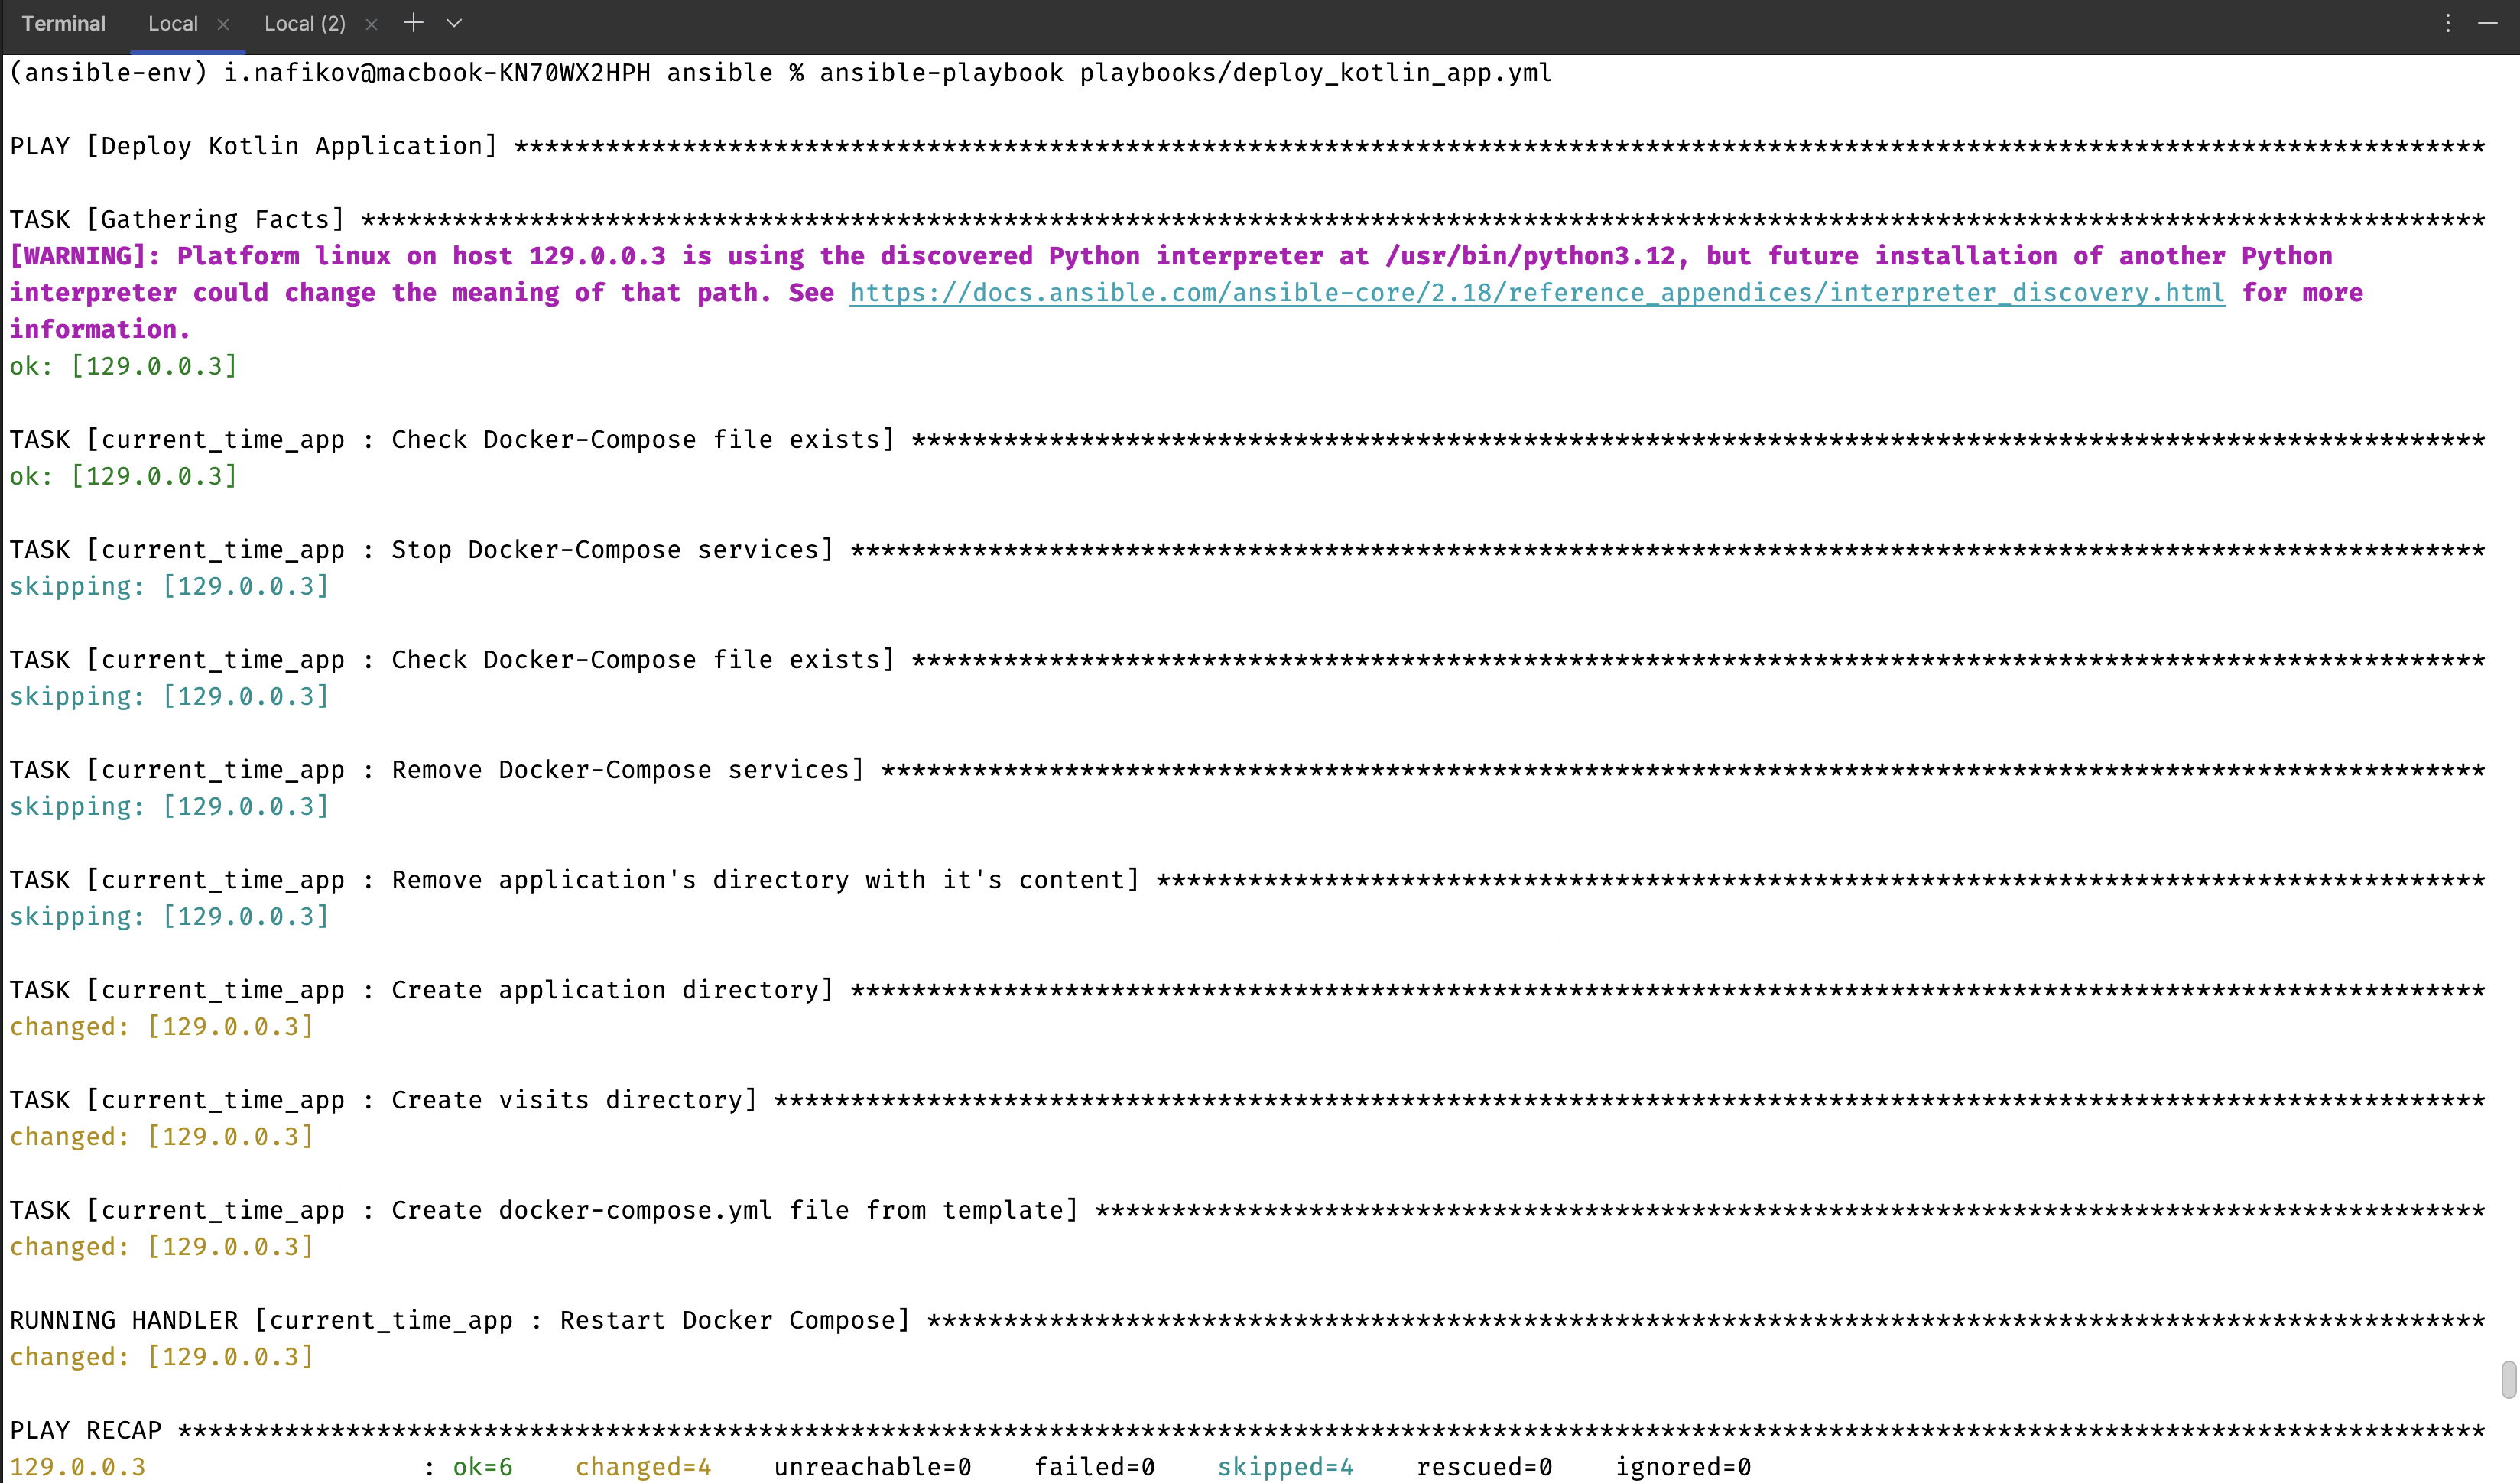 Terminal Local Local (2)
(ansible-env) i.nafikov@macbook-KN70WX2HPH ansible % ansible-playbook playbooks/deploy_kotlin_app.yml
PLAY [Deploy Kotlin Application] *********************************************************************************************************************************
TASK [Gathering Facts] *******************************************************************************************************************************************
[WARNING]: Platform linux on host 129.0.0.3 is using the discovered Python interpreter at /usr/bin/python3.12, but future installation of another Python
interpreter could change the meaning of that path. See https://docs.ansible.com/ansible-core/2.18/reference_appendices/interpreter_discovery.html for more
information.
ok: [129.0.0.3]
TASK [current_time_app : Check Docker-Compose file exists] *******************************************************************************************************
ok: [129.0.0.3]
TASK [current_time_app : Stop Docker-Compose services] ***********************************************************************************************************
skipping: [129.0.0.3]
TASK [current_time_app : Check Docker-Compose file exists] *******************************************************************************************************
skipping: [129.0.0.3]
TASK [current_time_app : Remove Docker-Compose services] *********************************************************************************************************
skipping: [129.0.0.3]
TASK [current_time_app : Remove application's directory with it's content] ***************************************************************************************
skipping: [129.0.0.3]
TASK [current_time_app : Create application directory] ***********************************************************************************************************
changed: [129.0.0.3]
TASK [current_time_app : Create visits directory] ****************************************************************************************************************
changed: [129.0.0.3]
TASK [current_time_app : Create docker-compose.yml file from template] *******************************************************************************************
changed: [129.0.0.3]
RUNNING HANDLER [current_time_app : Restart Docker Compose] ******************************************************************************************************
changed: [129.0.0.3]
PLAY RECAP *******************************************************************************************************************************************************
129.0.0.3                  : ok=6    changed=4    unreachable=0    failed=0    skipped=4    rescued=0    ignored=0